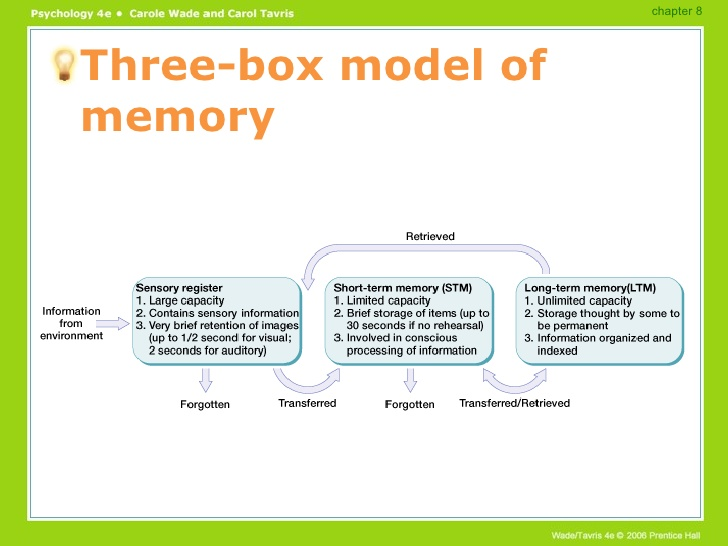 Psychology 4e ● Carole Wade and Carol Tavris
chapter 8
Three-box model of
memory
Retrieved
Information
from
environment
Sensory register
1. Large capacity
2. Contains sensory information
3. Very brief retention of images
(up to 1/2 second for visual;
2 seconds for auditory)
Short-term memory (STM)
1. Limited capacity
2. Brief storage of items (up to
30 seconds if no rehearsal)
3. Involved in conscious
processing of information
Long-term memory(LTM)
1. Unlimited capacity
2. Storage thought by some to
be permanent
3. Information organized and
indexed
Forgotten
Transferred
Forgotten
Transferred/Retrieved
Wade/Tavris 4e © 2006 Prentice Hall